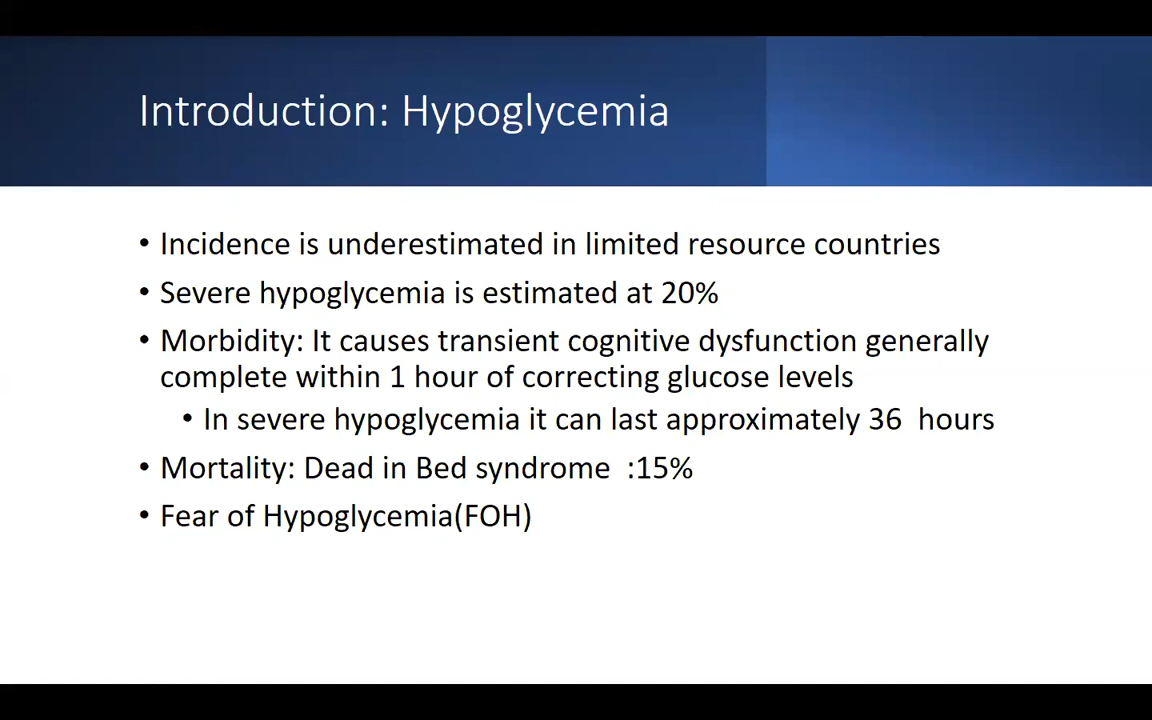 Introduction: Hypoglycemia
• Incidence is underestimated in limited resource countries
• Severe hypoglycemia is estimated at 20%
• Morbidity: It causes transient cognitive dysfunction generally
complete within 1 hour of correcting glucose levels
• In severe hypoglycemia it can last approximately 36  hours
• Mortality: Dead in Bed syndrome  :15%
• Fear of Hypoglycemia(FOH)